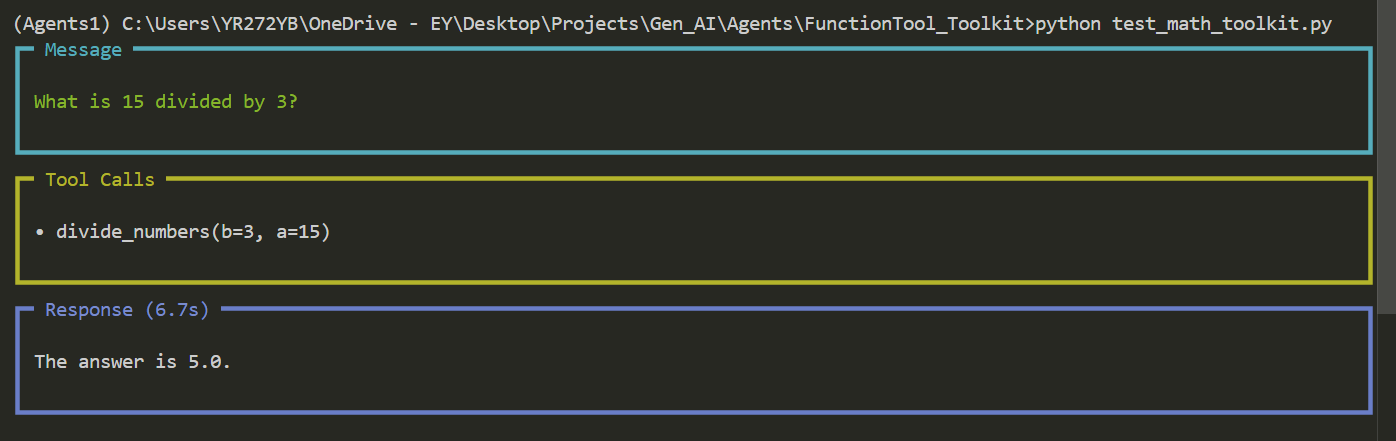 (Agents1) C:\Users\YR272YB\OneDrive - EY\Desktop\Projects\Gen_AI\Agents\FunctionTool_Toolkit>python test_math_toolkit.py
Message
What is 15 divided by 3?
Tool Calls
• divide_numbers(b=3, a=15)
Response (6.7s)
The answer is 5.0.